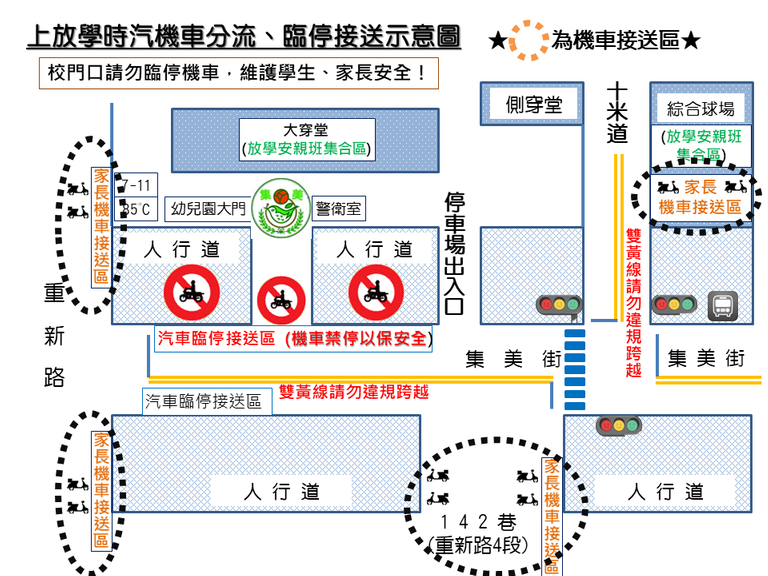 上放學時汽機車分流、臨停接送示意圖
★ 為機車接送區★
校門口請勿臨停機車，維護學生、家長安全！
側穿堂
十米道
綜合球場
(放學安親班
集合區)
大穿堂
(放學安親班集合區)
家長機車接送區
7-11
85℃
幼兒園大門
集 美
警衛室
停車場出入口
家長
機車接送區
人 行 道
人 行 道
雙黃線請勿違規跨越
重新路
汽車臨停接送區 (機車禁停以保安全)
集 美 街
集 美 街
雙黃線請勿違規跨越
汽車臨停接送區
家長機車接送區
人 行 道
１４２巷
(重新路4段)
家長機車接送區
人 行 道